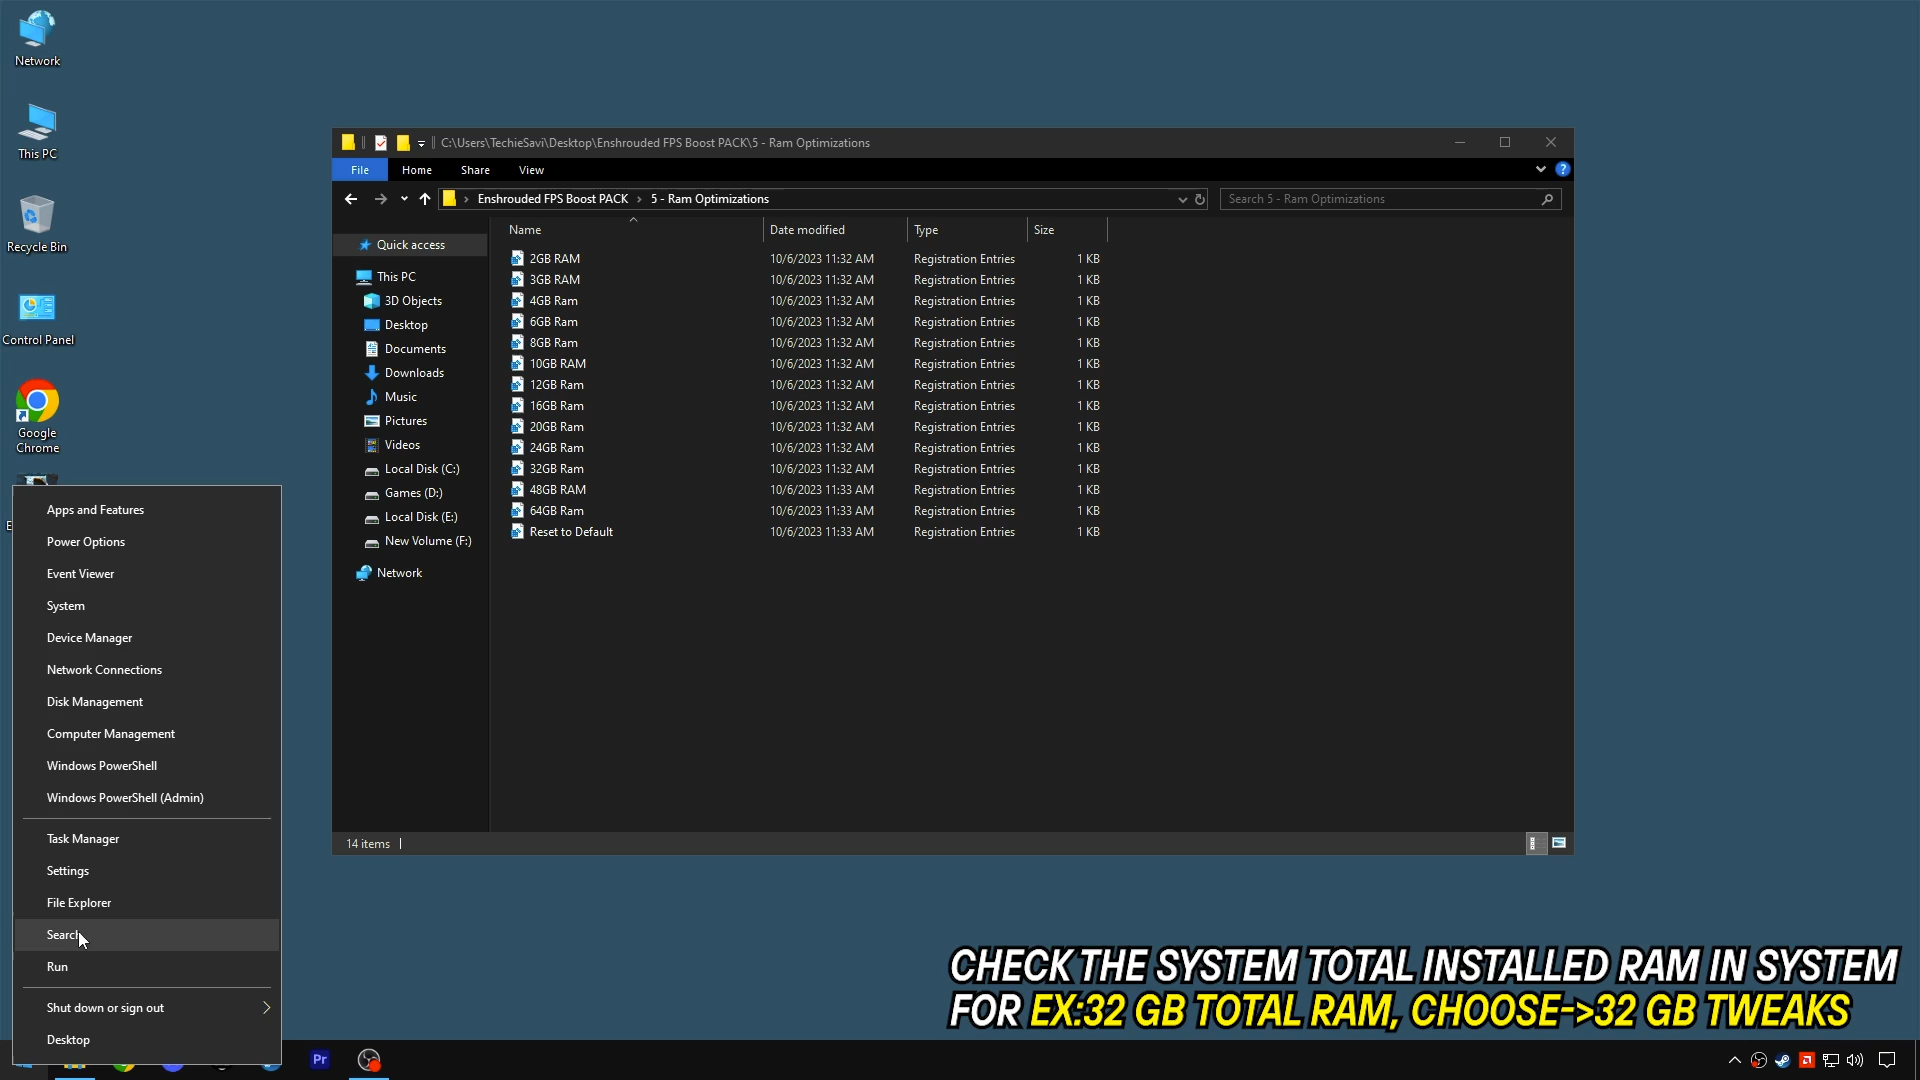 Network
This PC
Recycle Bin
Control Panel
Google
Chrome
E
C:\Users\TechieSavi\Desktop\Enshrouded FPS Boost PACK\5 - Ram Optimizations
File Home Share View
Enshrouded FPS Boost PACK › 5 - Ram Optimizations
Search 5 - Ram Optimizations
Quick access
This PC
3D Objects
Desktop
Documents
Downloads
Music
Pictures
Videos
Local Disk (C:)
Games (D:)
Local Disk (E:)
New Volume (F:)
Network
Name Date modified Type Size
2GB RAM 10/6/2023 11:32 AM Registration Entries 1 KB
3GB RAM 10/6/2023 11:32 AM Registration Entries 1 KB
4GB Ram 10/6/2023 11:32 AM Registration Entries 1 KB
6GB Ram 10/6/2023 11:32 AM Registration Entries 1 KB
8GB Ram 10/6/2023 11:32 AM Registration Entries 1 KB
10GB RAM 10/6/2023 11:32 AM Registration Entries 1 KB
12GB Ram 10/6/2023 11:32 AM Registration Entries 1 KB
16GB Ram 10/6/2023 11:32 AM Registration Entries 1 KB
20GB Ram 10/6/2023 11:32 AM Registration Entries 1 KB
24GB Ram 10/6/2023 11:32 AM Registration Entries 1 KB
32GB Ram 10/6/2023 11:32 AM Registration Entries 1 KB
48GB RAM 10/6/2023 11:33 AM Registration Entries 1 KB
64GB Ram 10/6/2023 11:33 AM Registration Entries 1 KB
Reset to Default 10/6/2023 11:33 AM Registration Entries 1 KB
14 items
Apps and Features
Power Options
Event Viewer
System
Device Manager
Network Connections
Disk Management
Computer Management
Windows PowerShell
Windows PowerShell (Admin)
Task Manager
Settings
File Explorer
Search
Run
Shut down or sign out
Desktop
CHECK THE SYSTEM TOTAL INSTALLED RAM IN SYSTEM
FOR EX:32 GB TOTAL RAM, CHOOSE->32 GB TWEAKS
Pr